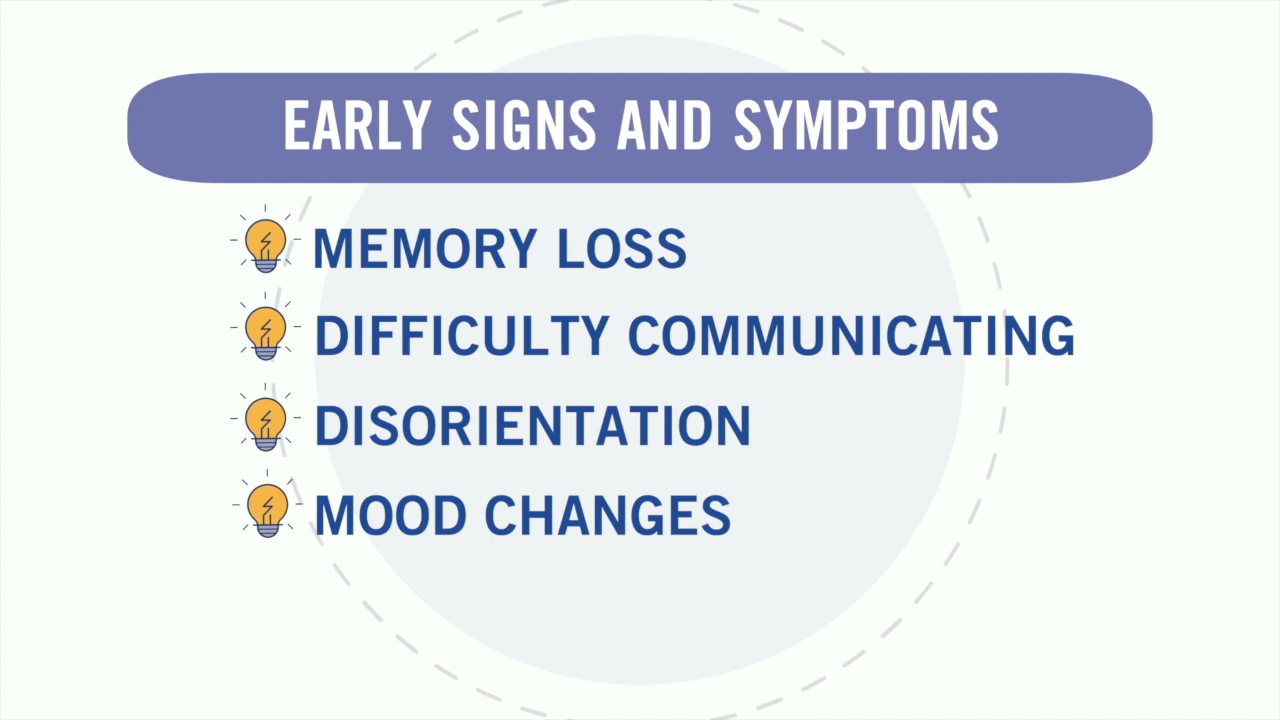 EARLY SIGNS AND SYMPTOMS
MEMORY LOSS
DIFFICULTY COMMUNICATING
DISORIENTATION
MOOD CHANGES